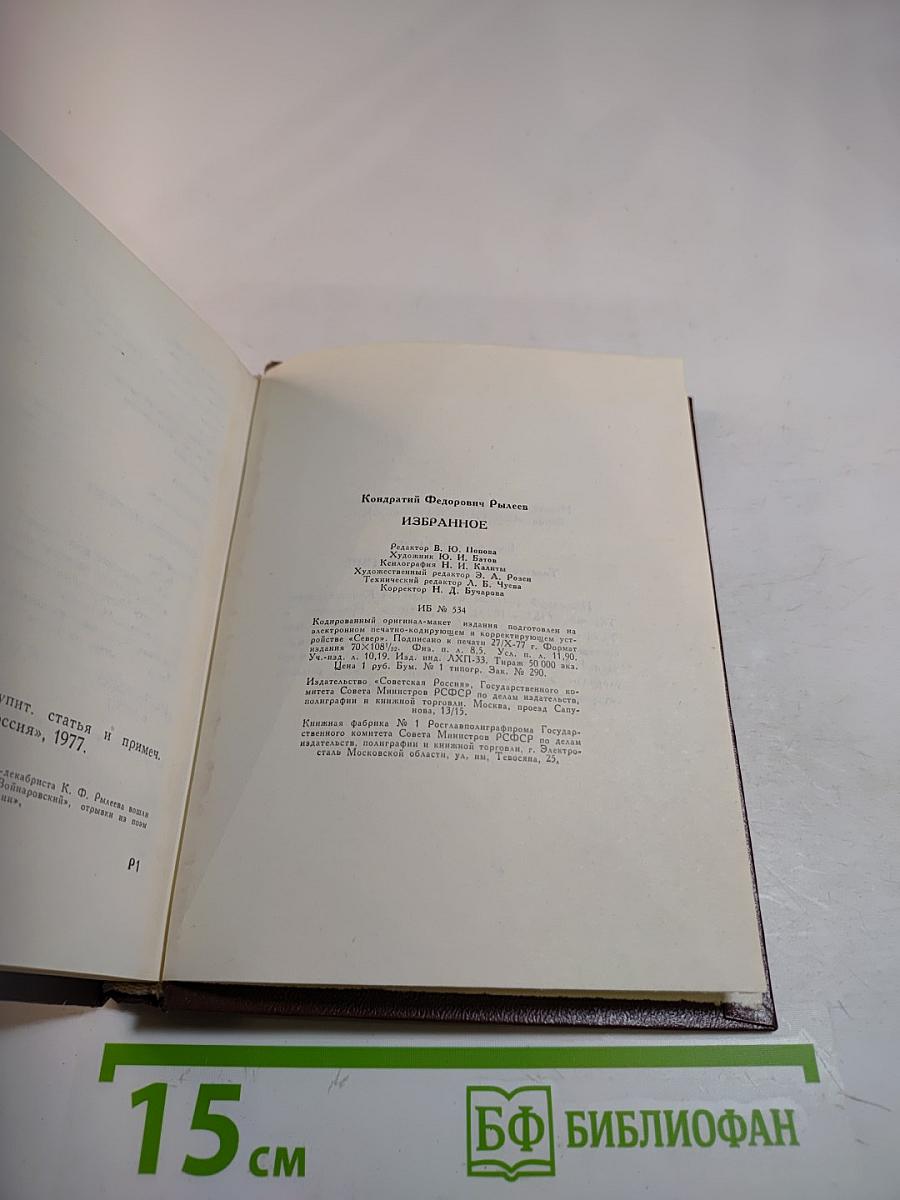 упит. статья и примеч.
оссия», 1977.
-декабриста К. Ф. Рылеева вошли
Войнаровский», отрывки из поэм
ни»,
Р1
Кондратий Федорович Рылеев
ИЗБРАННОЕ
Редактор В. Ю. Попова
Художник Ю. И. Батов
Ксилография Н. И. Калиты
Художественный редактор Э. А. Розен
Технический редактор Л. Б. Чуева
Корректор Н. Д. Бучарова
ИБ № 534
Кодированный оригинал-макет издания подготовлен на
электронном печатно-кодирующем и корректирующем уст-
ройстве «Север». Подписано к печати 27/X-77 г. Формат
издания 70×108¹/₃₂. Физ. п. л. 8,5. Усл. п. л. 11,90.
Уч.-изд. л. 10,19. Изд. инд. ЛХП-33. Тираж 50 000 экз.
Цена 1 руб. Бум. № 1 типогр. Зак. № 290.
Издательство «Советская Россия», Государственного ко-
митета Совета Министров РСФСР по делам издательств,
полиграфии и книжной торговли. Москва, проезд Сапу-
нова, 13/15.
Книжная фабрика № 1 Росглавполиграфпрома Государ-
ственного комитета Совета Министров РСФСР по делам
издательств, полиграфии и книжной торговли, г. Электро-
сталь Московской области, ул. им. Тевосяна, 25.
15 см
БФ БИБЛИОФАН